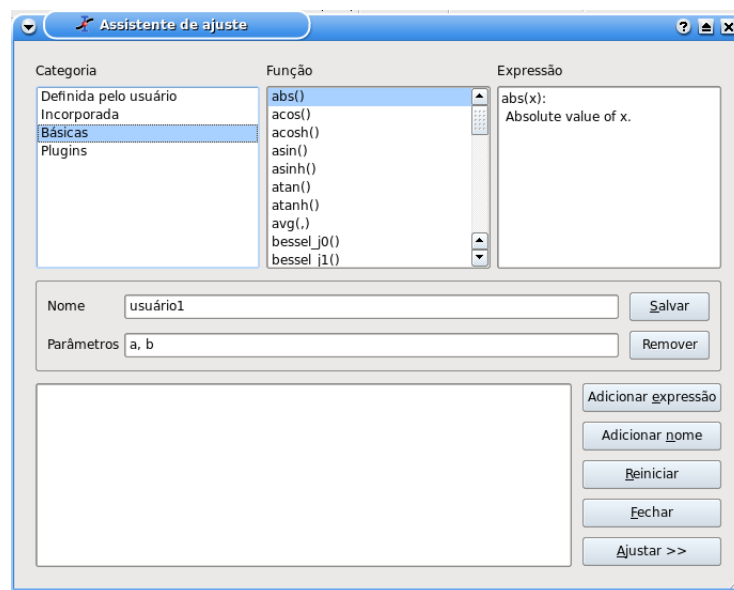 Assistente de ajuste
Categoria
Função
Expressão
Definida pelo usuário
Incorporada
Básicas
Plugins
abs()
acos()
acosh()
asin()
asinh()
atan()
atanh()
avg(,)
bessel_j0()
bessel_j1()
abs(x):
Absolute value of x.
Nome
usuário1
Salvar
Parâmetros
a, b
Remover
Adicionar expressão
Adicionar nome
Reiniciar
Fechar
Ajustar >>